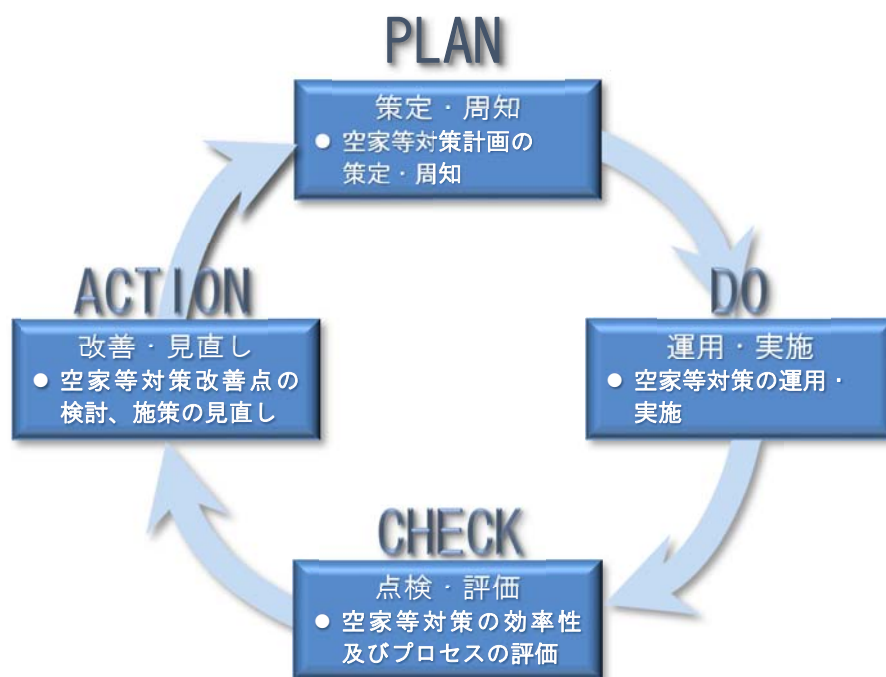 PLAN
策定・周知
● 空家等対策計画の
策定・周知
DO
運用・実施
● 空家等対策の運用・
実施
CHECK
点検・評価
● 空家等対策の効率性
及びプロセスの評価
ACTION
改善・見直し
● 空家等対策改善点の
検討、施策の見直し